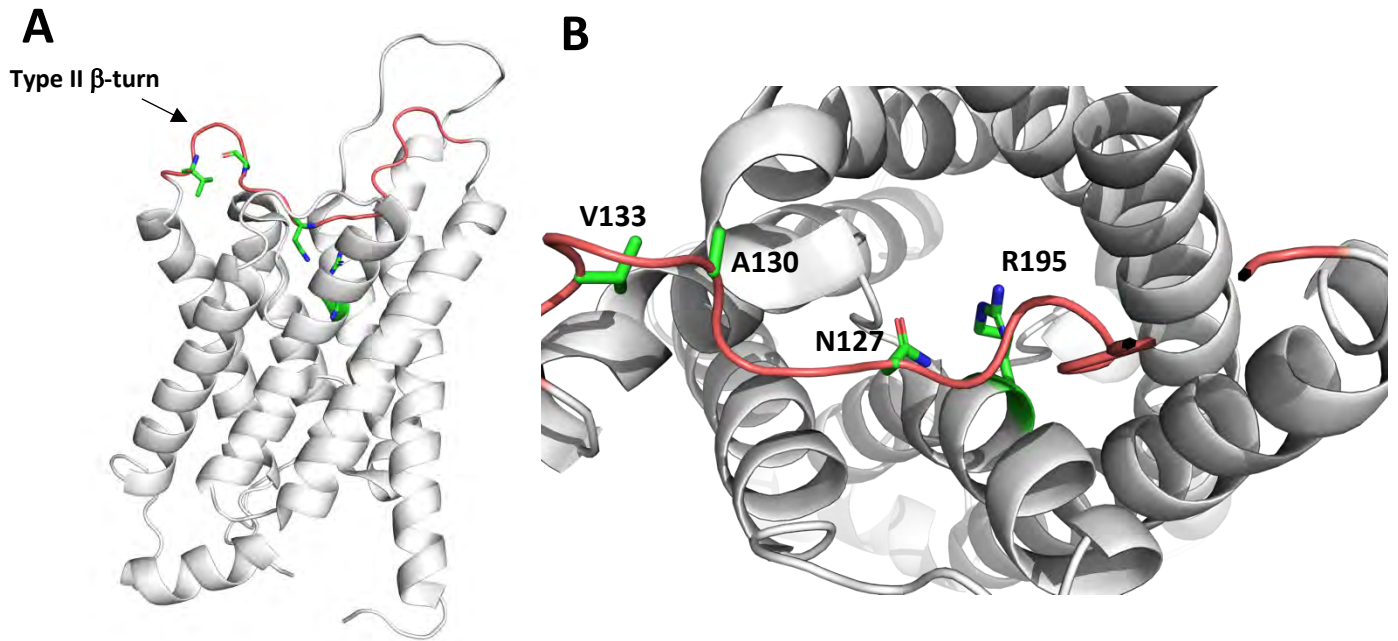 A
Type II β-turn
B
V133
A130
R195
N127